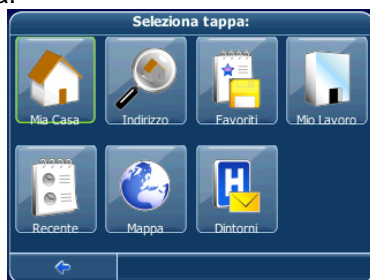 a.
Seleziona tappa:
Mia Casa
Indirizzo
Favoriti
Mio Lavoro
Recente
Mappa
Dintorni